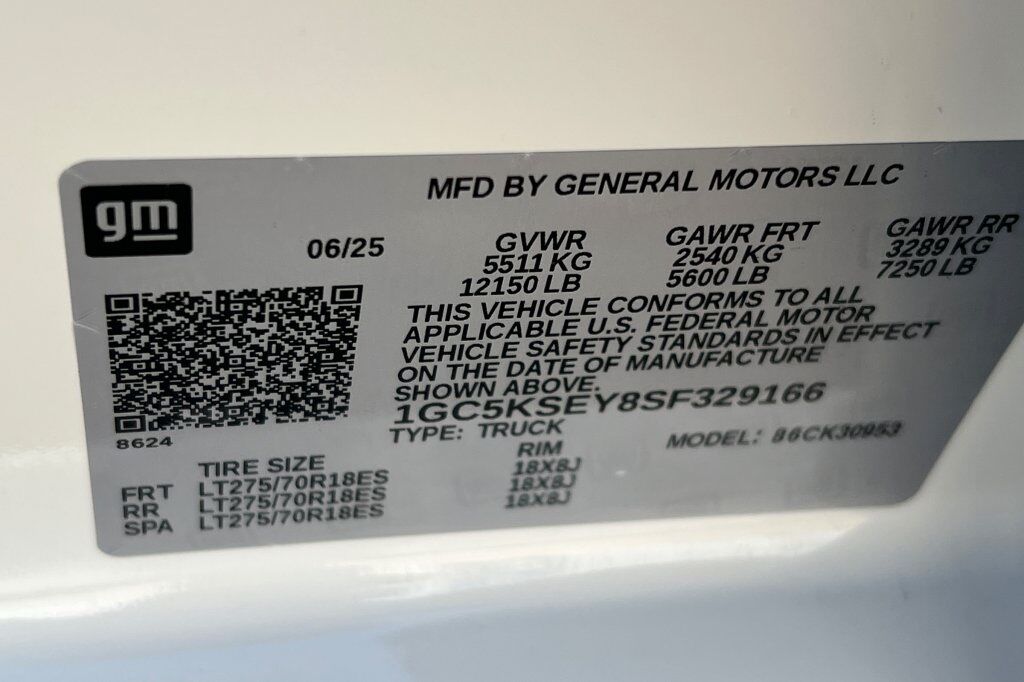 gm
MFD BY GENERAL MOTORS LLC
06/25
GVWR GAWR FRT GAWR RR
5511 KG 2540 KG 3289 KG
12150 LB 5600 LB 7250 LB
THIS VEHICLE CONFORMS TO ALL
APPLICABLE U.S. FEDERAL MOTOR
VEHICLE SAFETY STANDARDS IN EFFECT
ON THE DATE OF MANUFACTURE
SHOWN ABOVE.
1GC5KSEY8SF329166
8624
TYPE: TRUCK MODEL: 86CK30953
TIRE SIZE RIM
FRT LT275/70R18ES 18X8J
RR LT275/70R18ES 18X8J
SPA LT275/70R18ES 18X8J